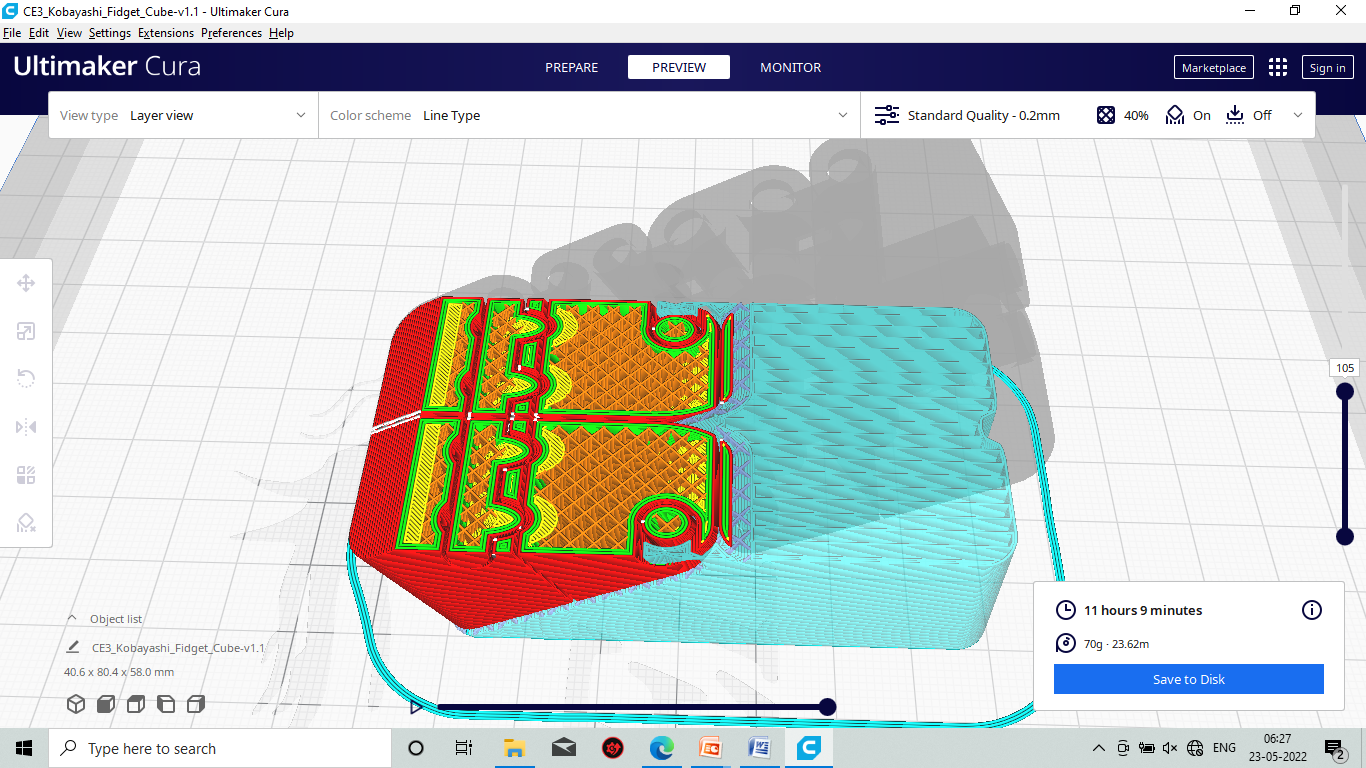 CE3_Kobayashi_Fidget_Cube-v1.1 - Ultimaker Cura
File Edit View Settings Extensions Preferences Help
Ultimaker Cura
PREPARE PREVIEW MONITOR
Marketplace Sign in
View type Layer view
Color scheme Line Type
Standard Quality - 0.2mm 40% On Off
105
11 hours 9 minutes
70g · 23.62m
Save to Disk
Object list
CE3_Kobayashi_Fidget_Cube-v1.1
40.6 x 80.4 x 58.0 mm
Type here to search
ENG
06:27
23-05-2022
2